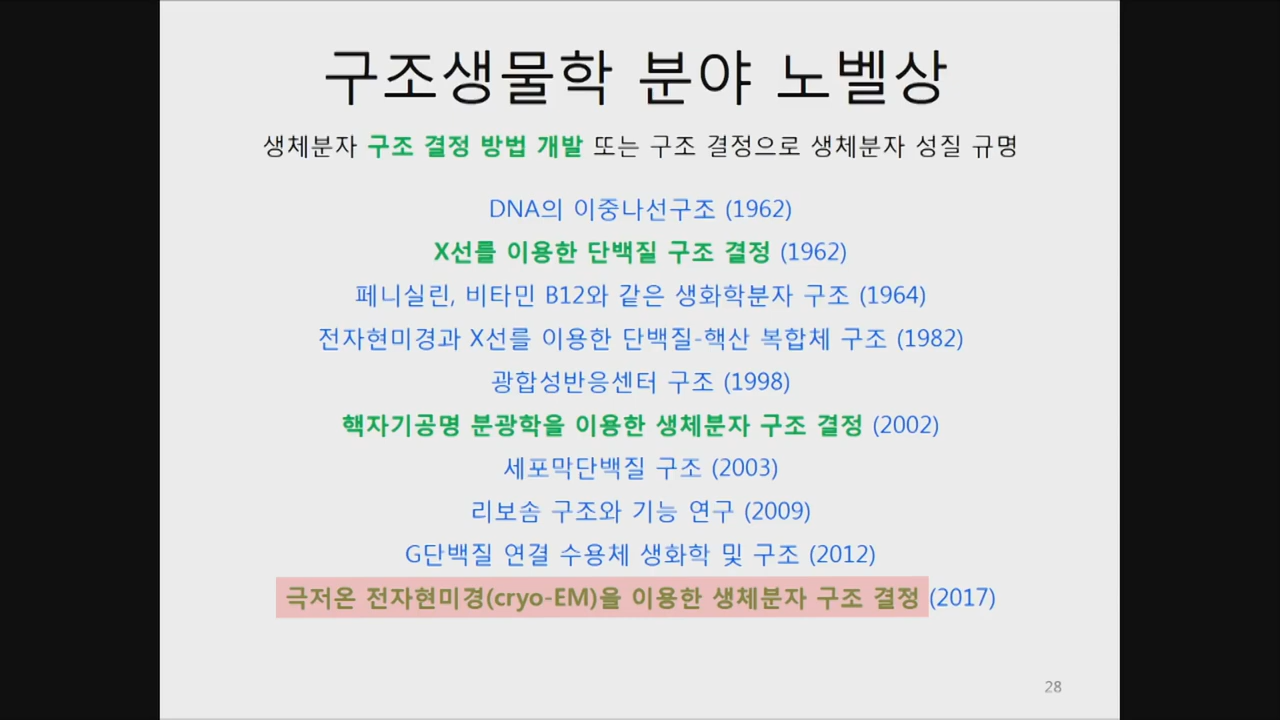 구조생물학 분야 노벨상
생체분자 구조 결정 방법 개발 또는 구조 결정으로 생체분자 성질 규명
DNA의 이중나선구조 (1962)
X선를 이용한 단백질 구조 결정 (1962)
페니실린, 비타민 B12와 같은 생화학분자 구조 (1964)
전자현미경과 X선를 이용한 단백질-핵산 복합체 구조 (1982)
광합성반응센터 구조 (1998)
핵자기공명 분광학을 이용한 생체분자 구조 결정 (2002)
세포막단백질 구조 (2003)
리보솜 구조와 기능 연구 (2009)
G단백질 연결 수용체 생화학 및 구조 (2012)
극저온 전자현미경(cryo-EM)을 이용한 생체분자 구조 결정 (2017)
28